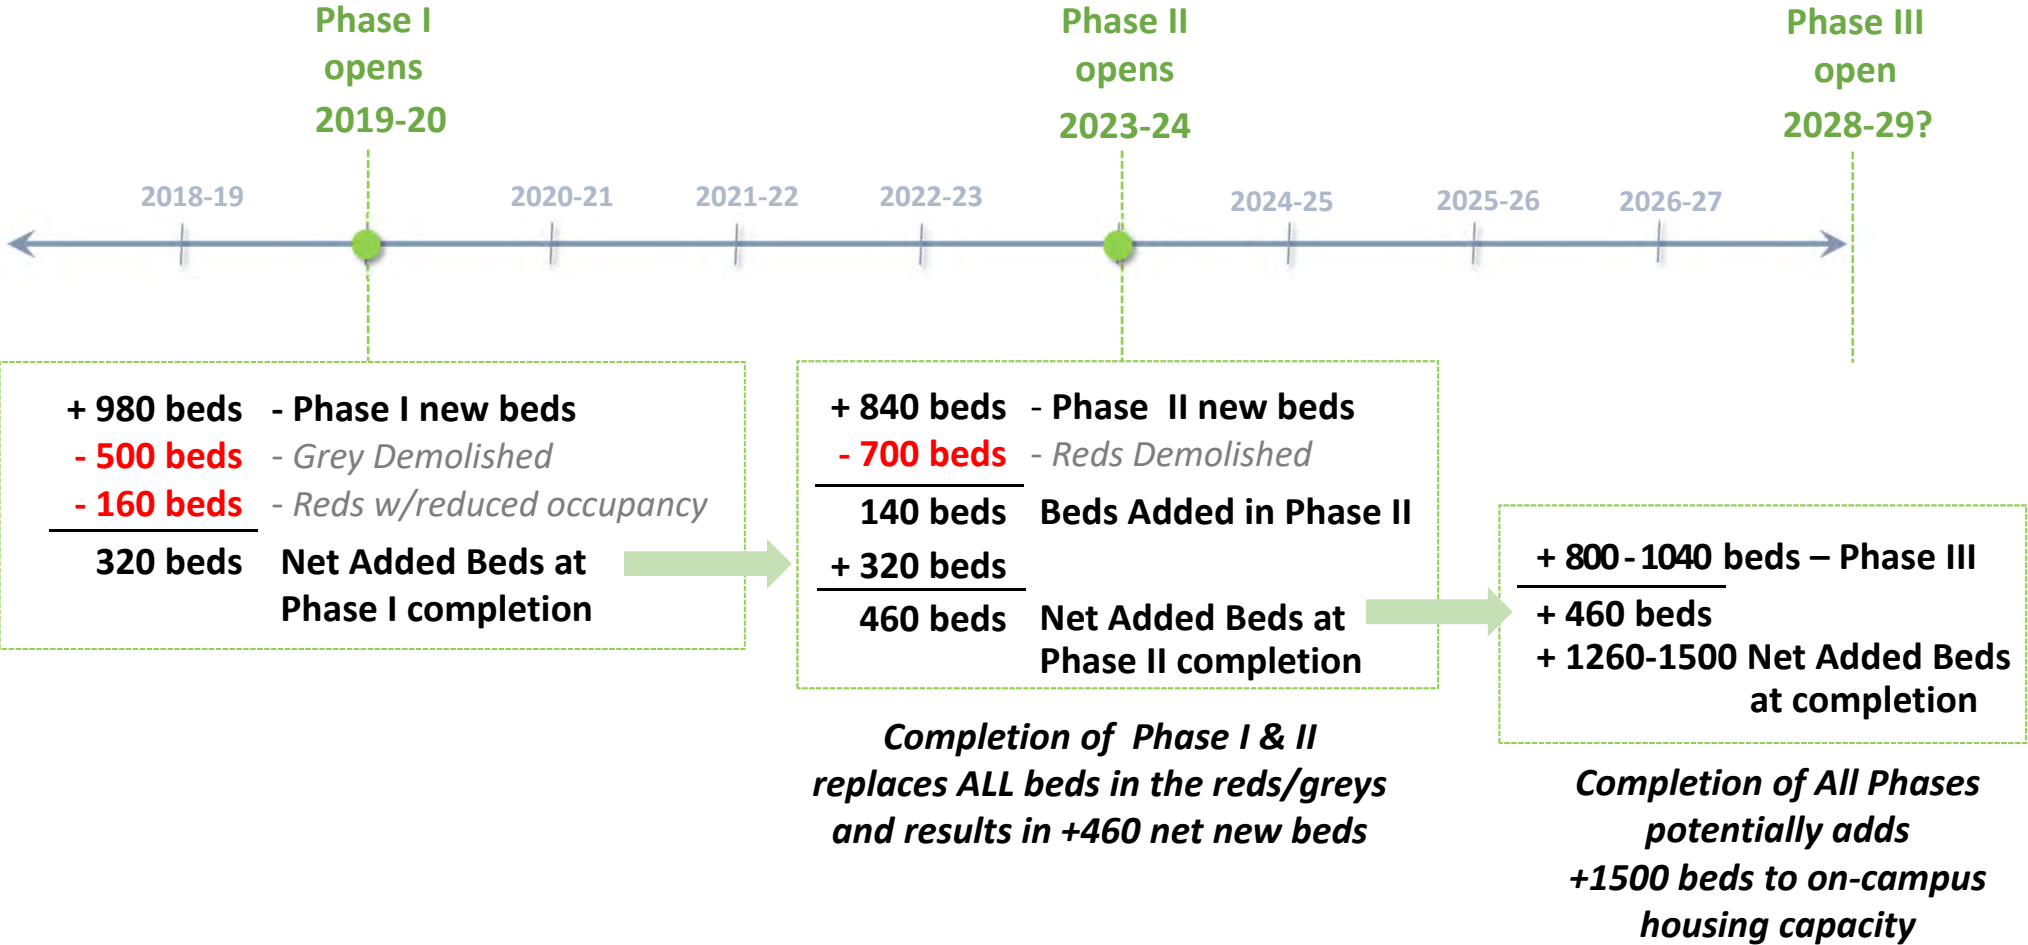 Phase I
opens
2019-20
Phase II
opens
2023-24
Phase III
open
2028-29?
2018-19
2020-21
2021-22
2022-23
2024-25
2025-26
2026-27
+ 980 beds - Phase I new beds
- 500 beds - Grey Demolished
- 160 beds - Reds w/reduced occupancy
320 beds Net Added Beds at
Phase I completion
+ 840 beds - Phase II new beds
- 700 beds - Reds Demolished
140 beds Beds Added in Phase II
+ 320 beds
460 beds Net Added Beds at
Phase II completion
Completion of Phase I & II
replaces ALL beds in the reds/greys
and results in +460 net new beds
+ 800-1040 beds – Phase III
+ 460 beds
+ 1260-1500 Net Added Beds
at completion
Completion of All Phases
potentially adds
+1500 beds to on-campus
housing capacity